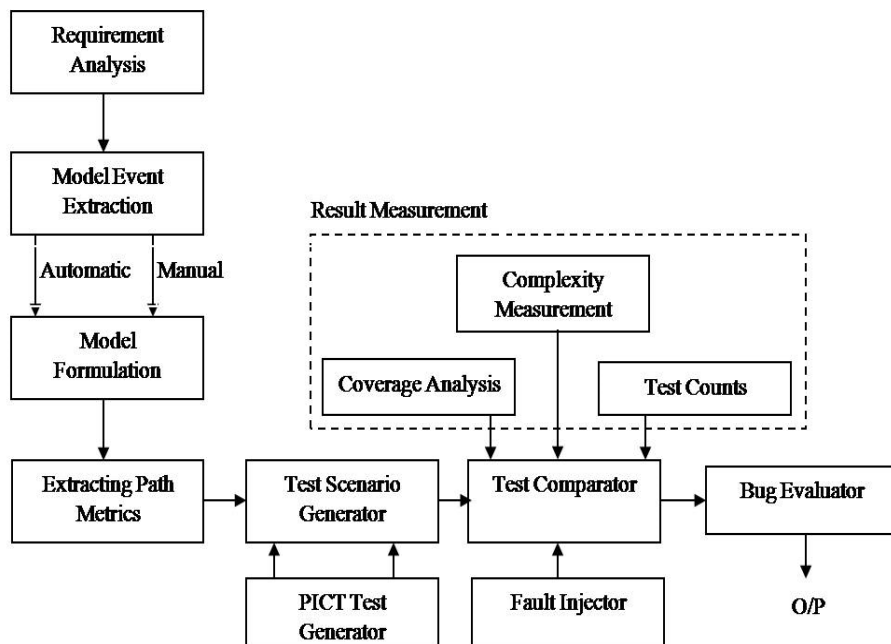 Requirement
Analysis
Model Event
Extraction
Automatic
Manual
Model
Formulation
Result Measurement
Complexity
Measurement
Coverage Analysis
Test Counts
Extracting Path
Metrics
Test Scenario
Generator
Test Comparator
Bug Evaluator
PICT Test
Generator
Fault Injector
O/P